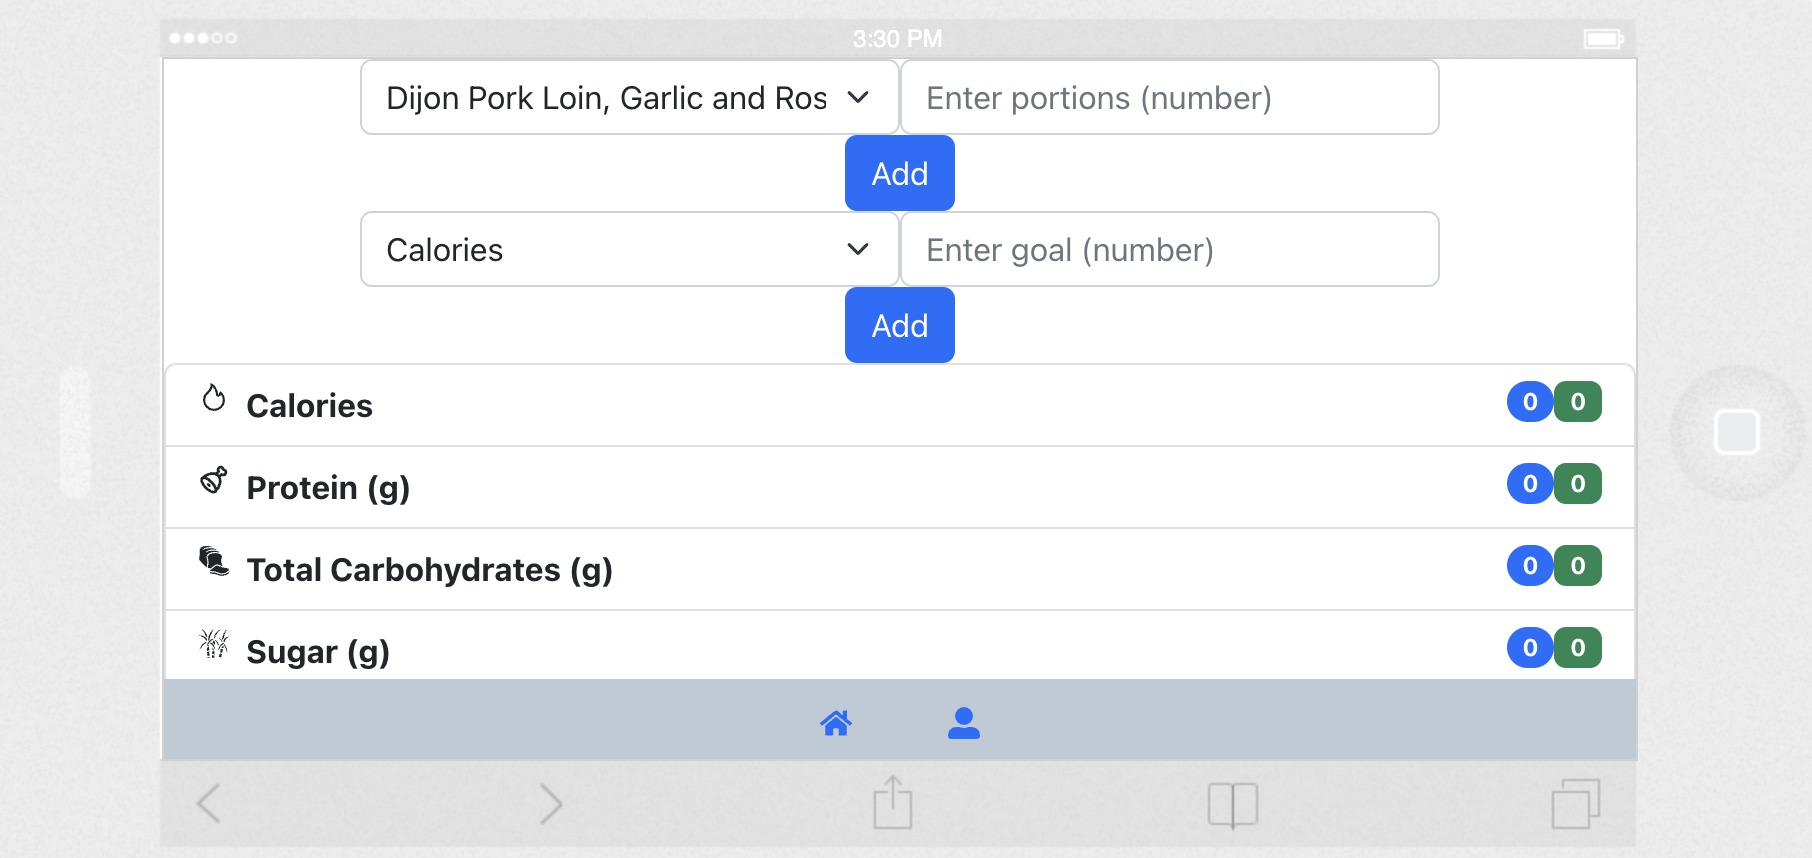 3:30 PM
Dijon Pork Loin, Garlic and Ros
Enter portions (number)
Add
Calories
Enter goal (number)
Add
Calories 0 0
Protein (g) 0 0
Total Carbohydrates (g) 0 0
Sugar (g) 0 0